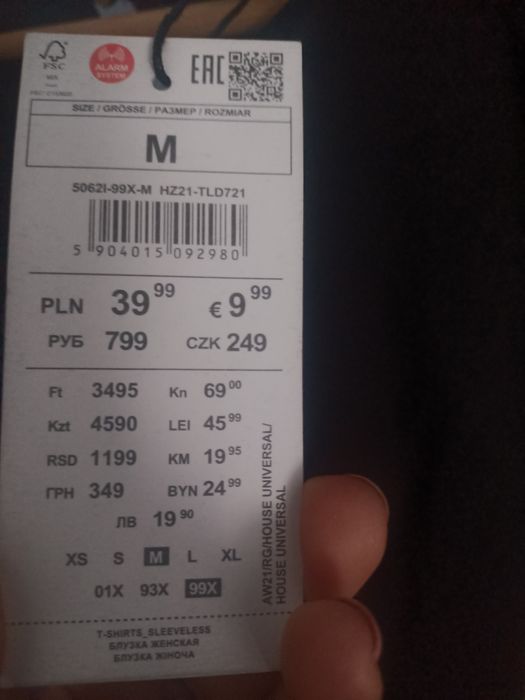 FSC
MIX
ALARM
SYSTEM
EAC
SIZE / GRÖSSE / РАЗМЕР / ROZMIAR
M
5062I-99X-M HZ21-TLD721
5 904015 092980
PLN 39 99 € 9 99
РУБ 799 CZK 249
Ft 3495 Kn 69 00
Kzt 4590 LEI 45 99
RSD 1199 KM 19 95
ГРН 349 BYN 24 99
ЛВ 19 90
XS S M L XL
01X 93X 99X
AW21/RG/HOUSE UNIVERSAL/
HOUSE UNIVERSAL
T-SHIRTS_SLEEVELESS
БЛУЗКА ЖЕНСКАЯ
БЛУЗКА ЖІНОЧА